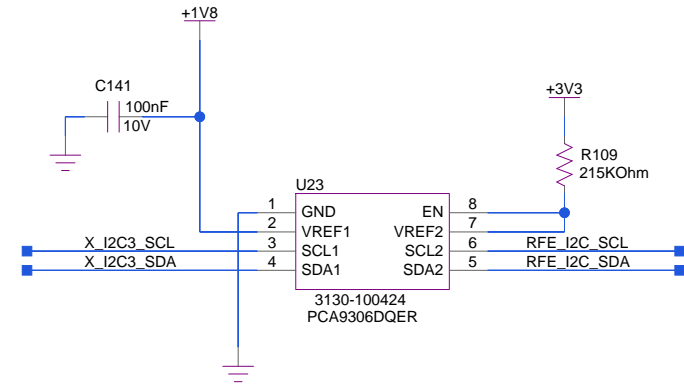 +1V8
C141
100nF
10V
+3V3
R109
215KOhm
U23
1 GND EN 8
2 VREF1 VREF2 7
X_I2C3_SCL 3 SCL1 SCL2 6 RFE_I2C_SCL
X_I2C3_SDA 4 SDA1 SDA2 5 RFE_I2C_SDA
3130-100424
PCA9306DQER